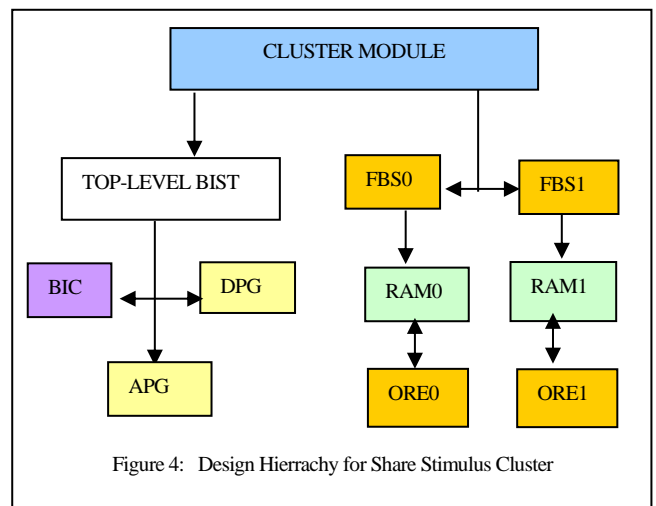 CLUSTER MODULE
TOP-LEVEL BIST
FBS0
FBS1
BIC
DPG
RAM0
RAM1
APG
ORE0
ORE1
Figure 4: Design Hierrachy for Share Stimulus Cluster